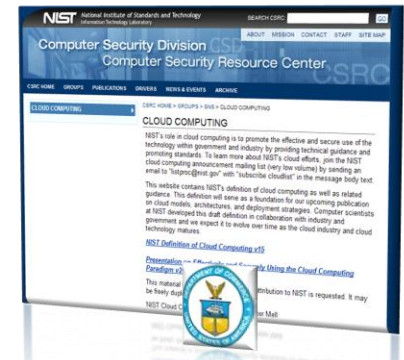 NIST National Institute of Standards and Technology
Information Technology Laboratory
SEARCH CSRC: GO
ABOUT MISSION CONTACT STAFF SITE MAP
Computer Security Division CSD
Computer Security Resource Center
CSRC
CSRC HOME GROUPS PUBLICATIONS DRIVERS NEWS & EVENTS ARCHIVE
CLOUD COMPUTING
CSRC HOME > GROUPS > SNS > CLOUD COMPUTING
CLOUD COMPUTING
NIST's role in cloud computing is to promote the effective and secure use of the
technology within government and industry by providing technical guidance and
promoting standards. To learn more about NIST's cloud efforts, join the NIST
cloud computing announcement mailing list (very low volume) by sending an
email to "listproc@nist.gov" with "subscribe cloudlist" in the message body text.
This website contains NIST's definition of cloud computing as well as related
guidance. This definition will serve as a foundation for our upcoming publication
on cloud models, architectures, and deployment strategies. Computer scientists
at NIST developed this draft definition in collaboration with industry and
government and we expect it to evolve over time as the cloud industry and cloud
technology matures.
NIST Definition of Cloud Computing v15
Presentation on Effectively and Securely Using the Cloud Computing
Paradigm
This material ttribution to NIST is requested. It may
be freely
NIST Cloud er Mell
DEPARTMENT OF COMMERCE
UNITED STATES OF AMERICA